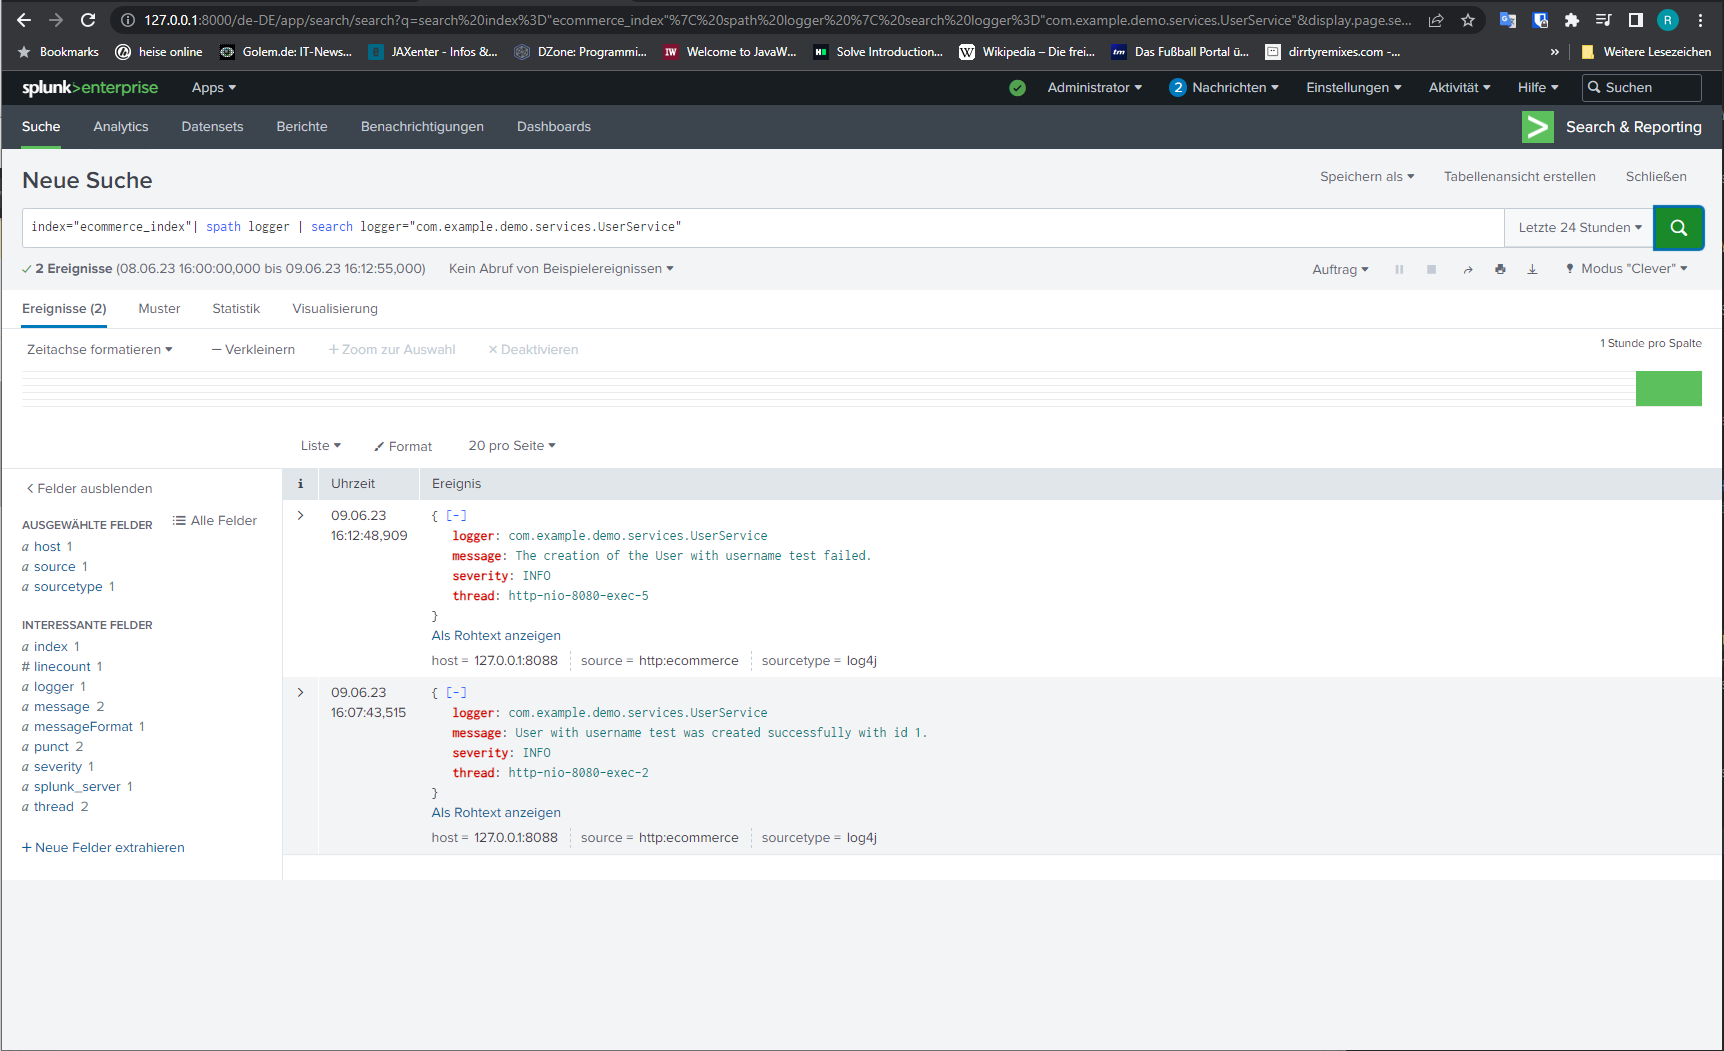 127.0.0.1:8000/de-DE/app/search/search?q=search%20index%3D"ecommerce_index"%7C%20spath%20logger%20%7C%20search%20logger%3D"com.example.demo.services.UserService"&display.page.se...
Bookmarks heise online Golem.de: IT-News... JAXenter - Infos &... DZone: Programmi... Welcome to JavaW... Solve Introduction... Wikipedia – Die frei... Das Fußball Portal ü... dirrtyremixes.com -... » Weitere Lesezeichen
splunk>enterprise Apps Administrator 2 Nachrichten Einstellungen Aktivität Hilfe Suchen
Suche Analytics Datensets Berichte Benachrichtigungen Dashboards Search & Reporting
Neue Suche Speichern als Tabellenansicht erstellen Schließen
index="ecommerce_index"| spath logger | search logger="com.example.demo.services.UserService" Letzte 24 Stunden
2 Ereignisse (08.06.23 16:00:00,000 bis 09.06.23 16:12:55,000) Kein Abruf von Beispielereignissen Auftrag Modus "Clever"
Ereignisse (2) Muster Statistik Visualisierung
Zeitachse formatieren — Verkleinern + Zoom zur Auswahl × Deaktivieren 1 Stunde pro Spalte
Liste Format 20 pro Seite
< Felder ausblenden
AUSGEWÄHLTE FELDER Alle Felder
a host 1
a source 1
a sourcetype 1
INTERESSANTE FELDER
a index 1
# linecount 1
a logger 1
a message 2
a messageFormat 1
a punct 2
a severity 1
a splunk_server 1
a thread 2
+ Neue Felder extrahieren
i Uhrzeit Ereignis
> 09.06.23 { [-]
16:12:48,909 logger: com.example.demo.services.UserService
message: The creation of the User with username test failed.
severity: INFO
thread: http-nio-8080-exec-5
}
Als Rohtext anzeigen
host = 127.0.0.1:8088 source = http:ecommerce sourcetype = log4j
> 09.06.23 { [-]
16:07:43,515 logger: com.example.demo.services.UserService
message: User with username test was created successfully with id 1.
severity: INFO
thread: http-nio-8080-exec-2
}
Als Rohtext anzeigen
host = 127.0.0.1:8088 source = http:ecommerce sourcetype = log4j